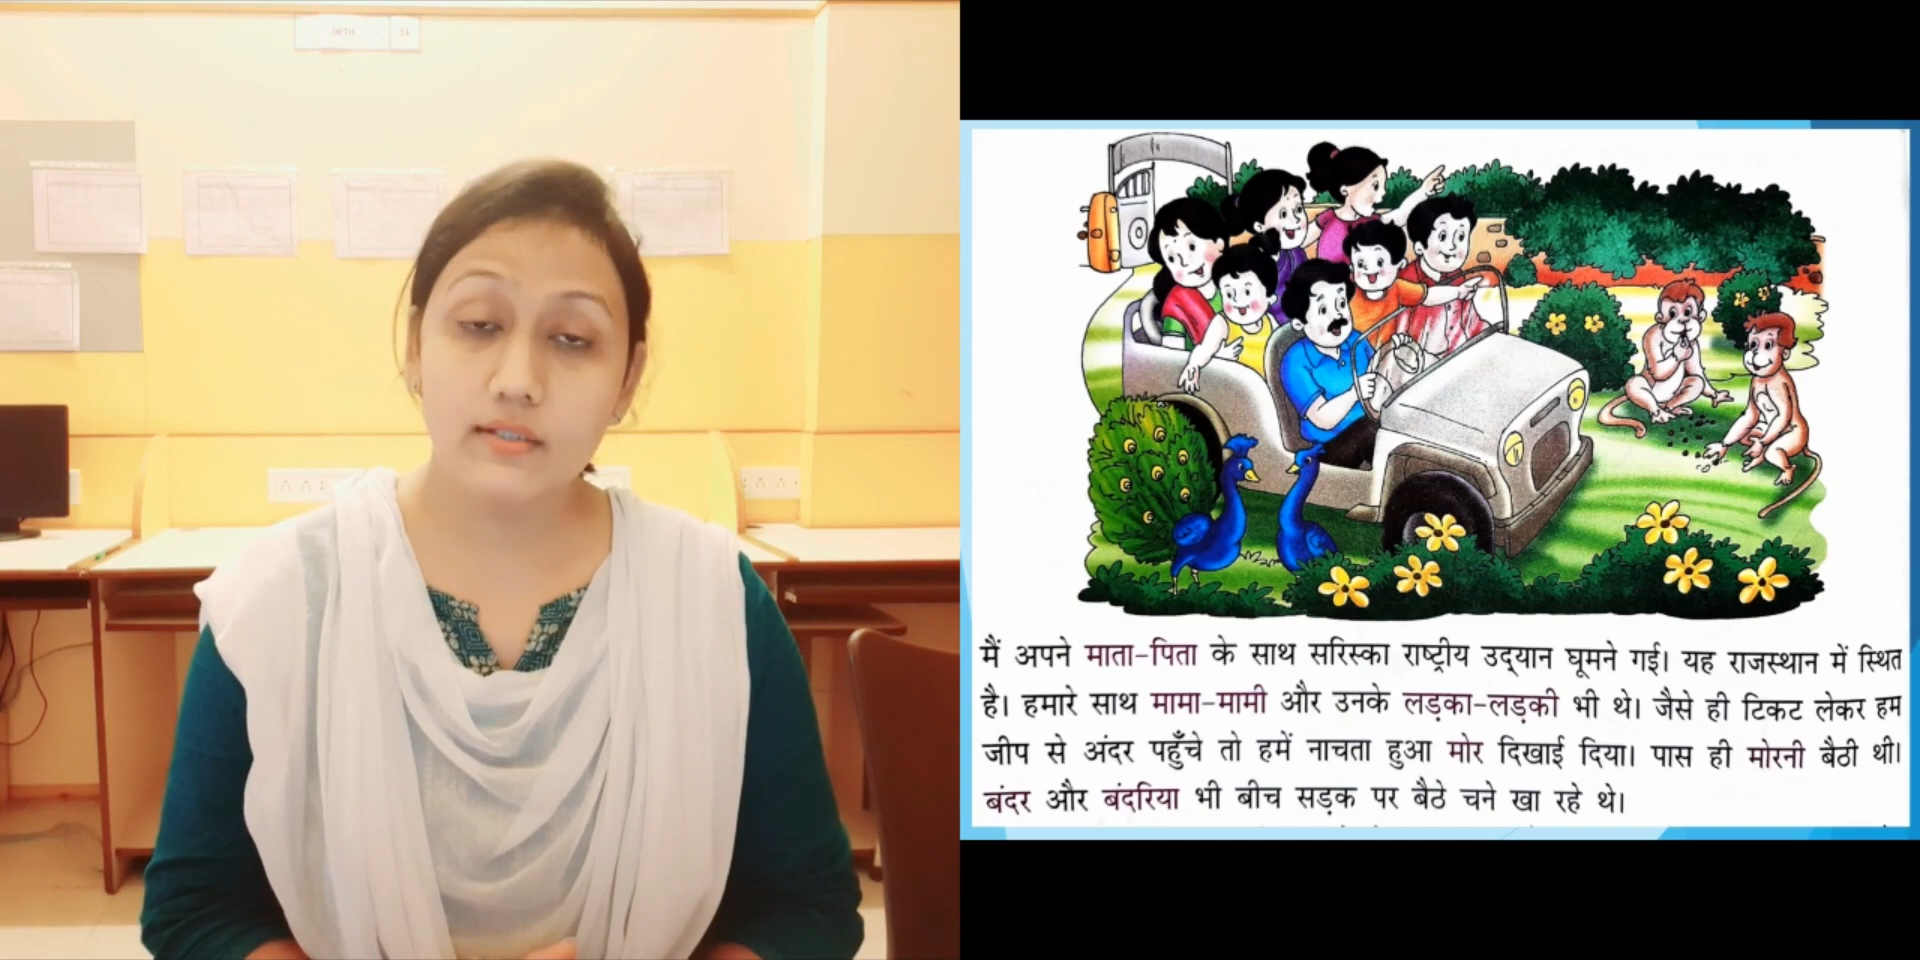 मैं अपने माता-पिता के साथ सरिस्का राष्ट्रीय उद्‌यान घूमने गई। यह राजस्थान में स्थित
है। हमारे साथ मामा-मामी और उनके लड़का-लड़की भी थे। जैसे ही टिकट लेकर हम
जीप से अंदर पहुँचे तो हमें नाचता हुआ मोर दिखाई दिया। पास ही मोरनी बैठी थी।
बंदर और बंदरिया भी बीच सड़क पर बैठे चने खा रहे थे।